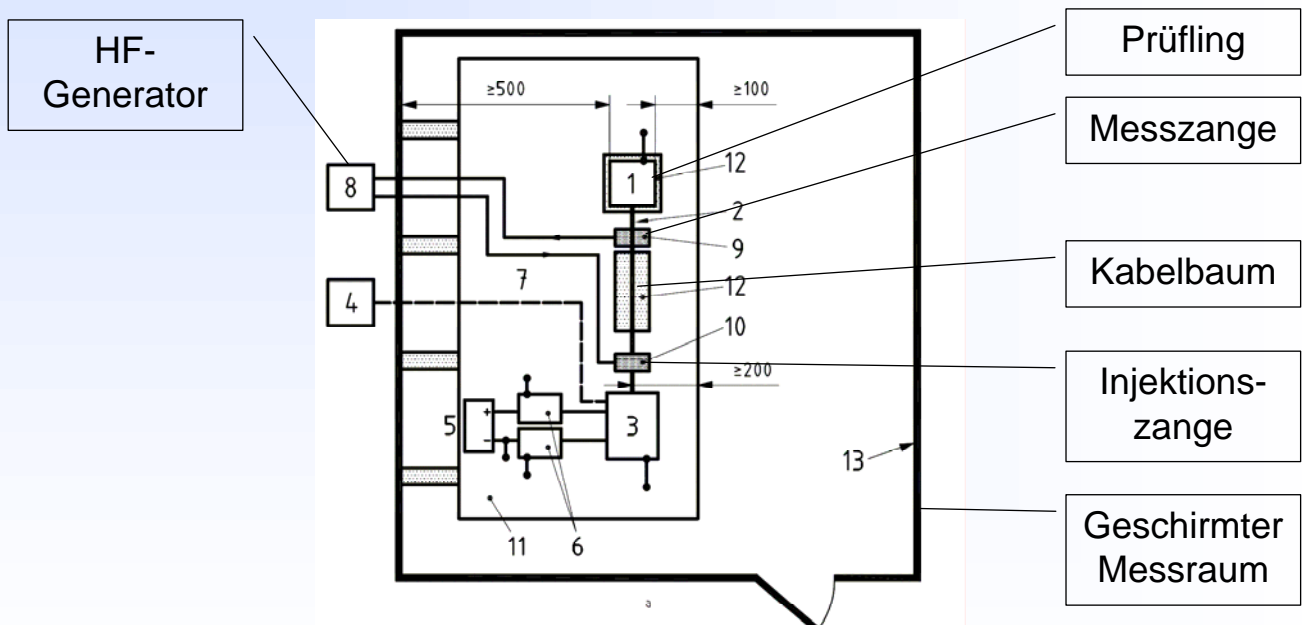 HF-
Generator
Prüfling
Messzange
Kabelbaum
Injektions-
zange
Geschirmter
Messraum
≥500
≥100
1
12
2
8
9
7
12
4
10
≥200
5
+
−
3
13
11
6
a